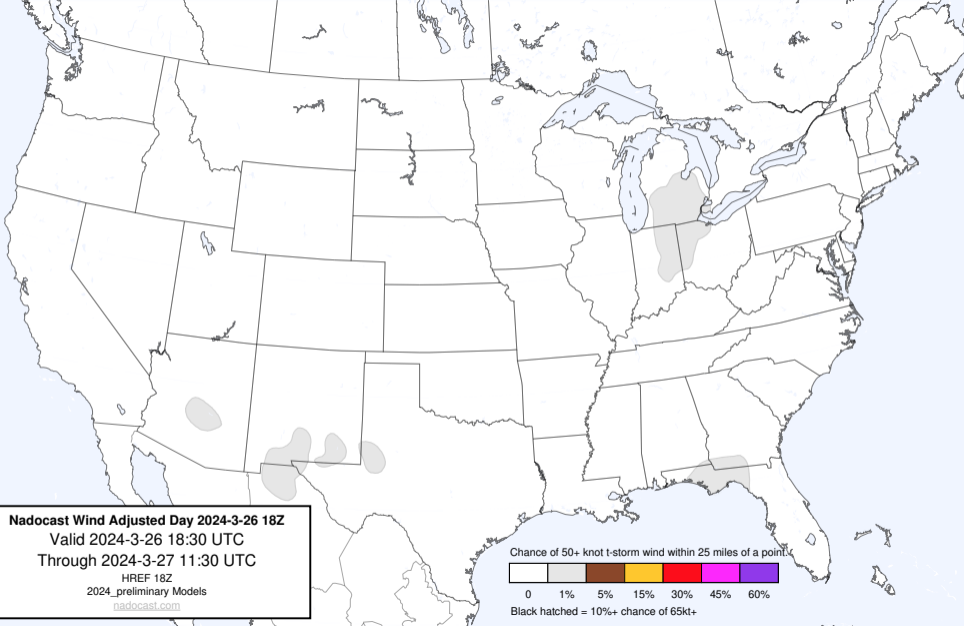 Nadocast Wind Adjusted Day 2024-3-26 18Z
Valid 2024-3-26 18:30 UTC
Through 2024-3-27 11:30 UTC
HREF 18Z
2024_preliminary Models
nadocast.com
Chance of 50+ knot t-storm wind within 25 miles of a point.
0 1% 5% 15% 30% 45% 60%
Black hatched = 10%+ chance of 65kt+